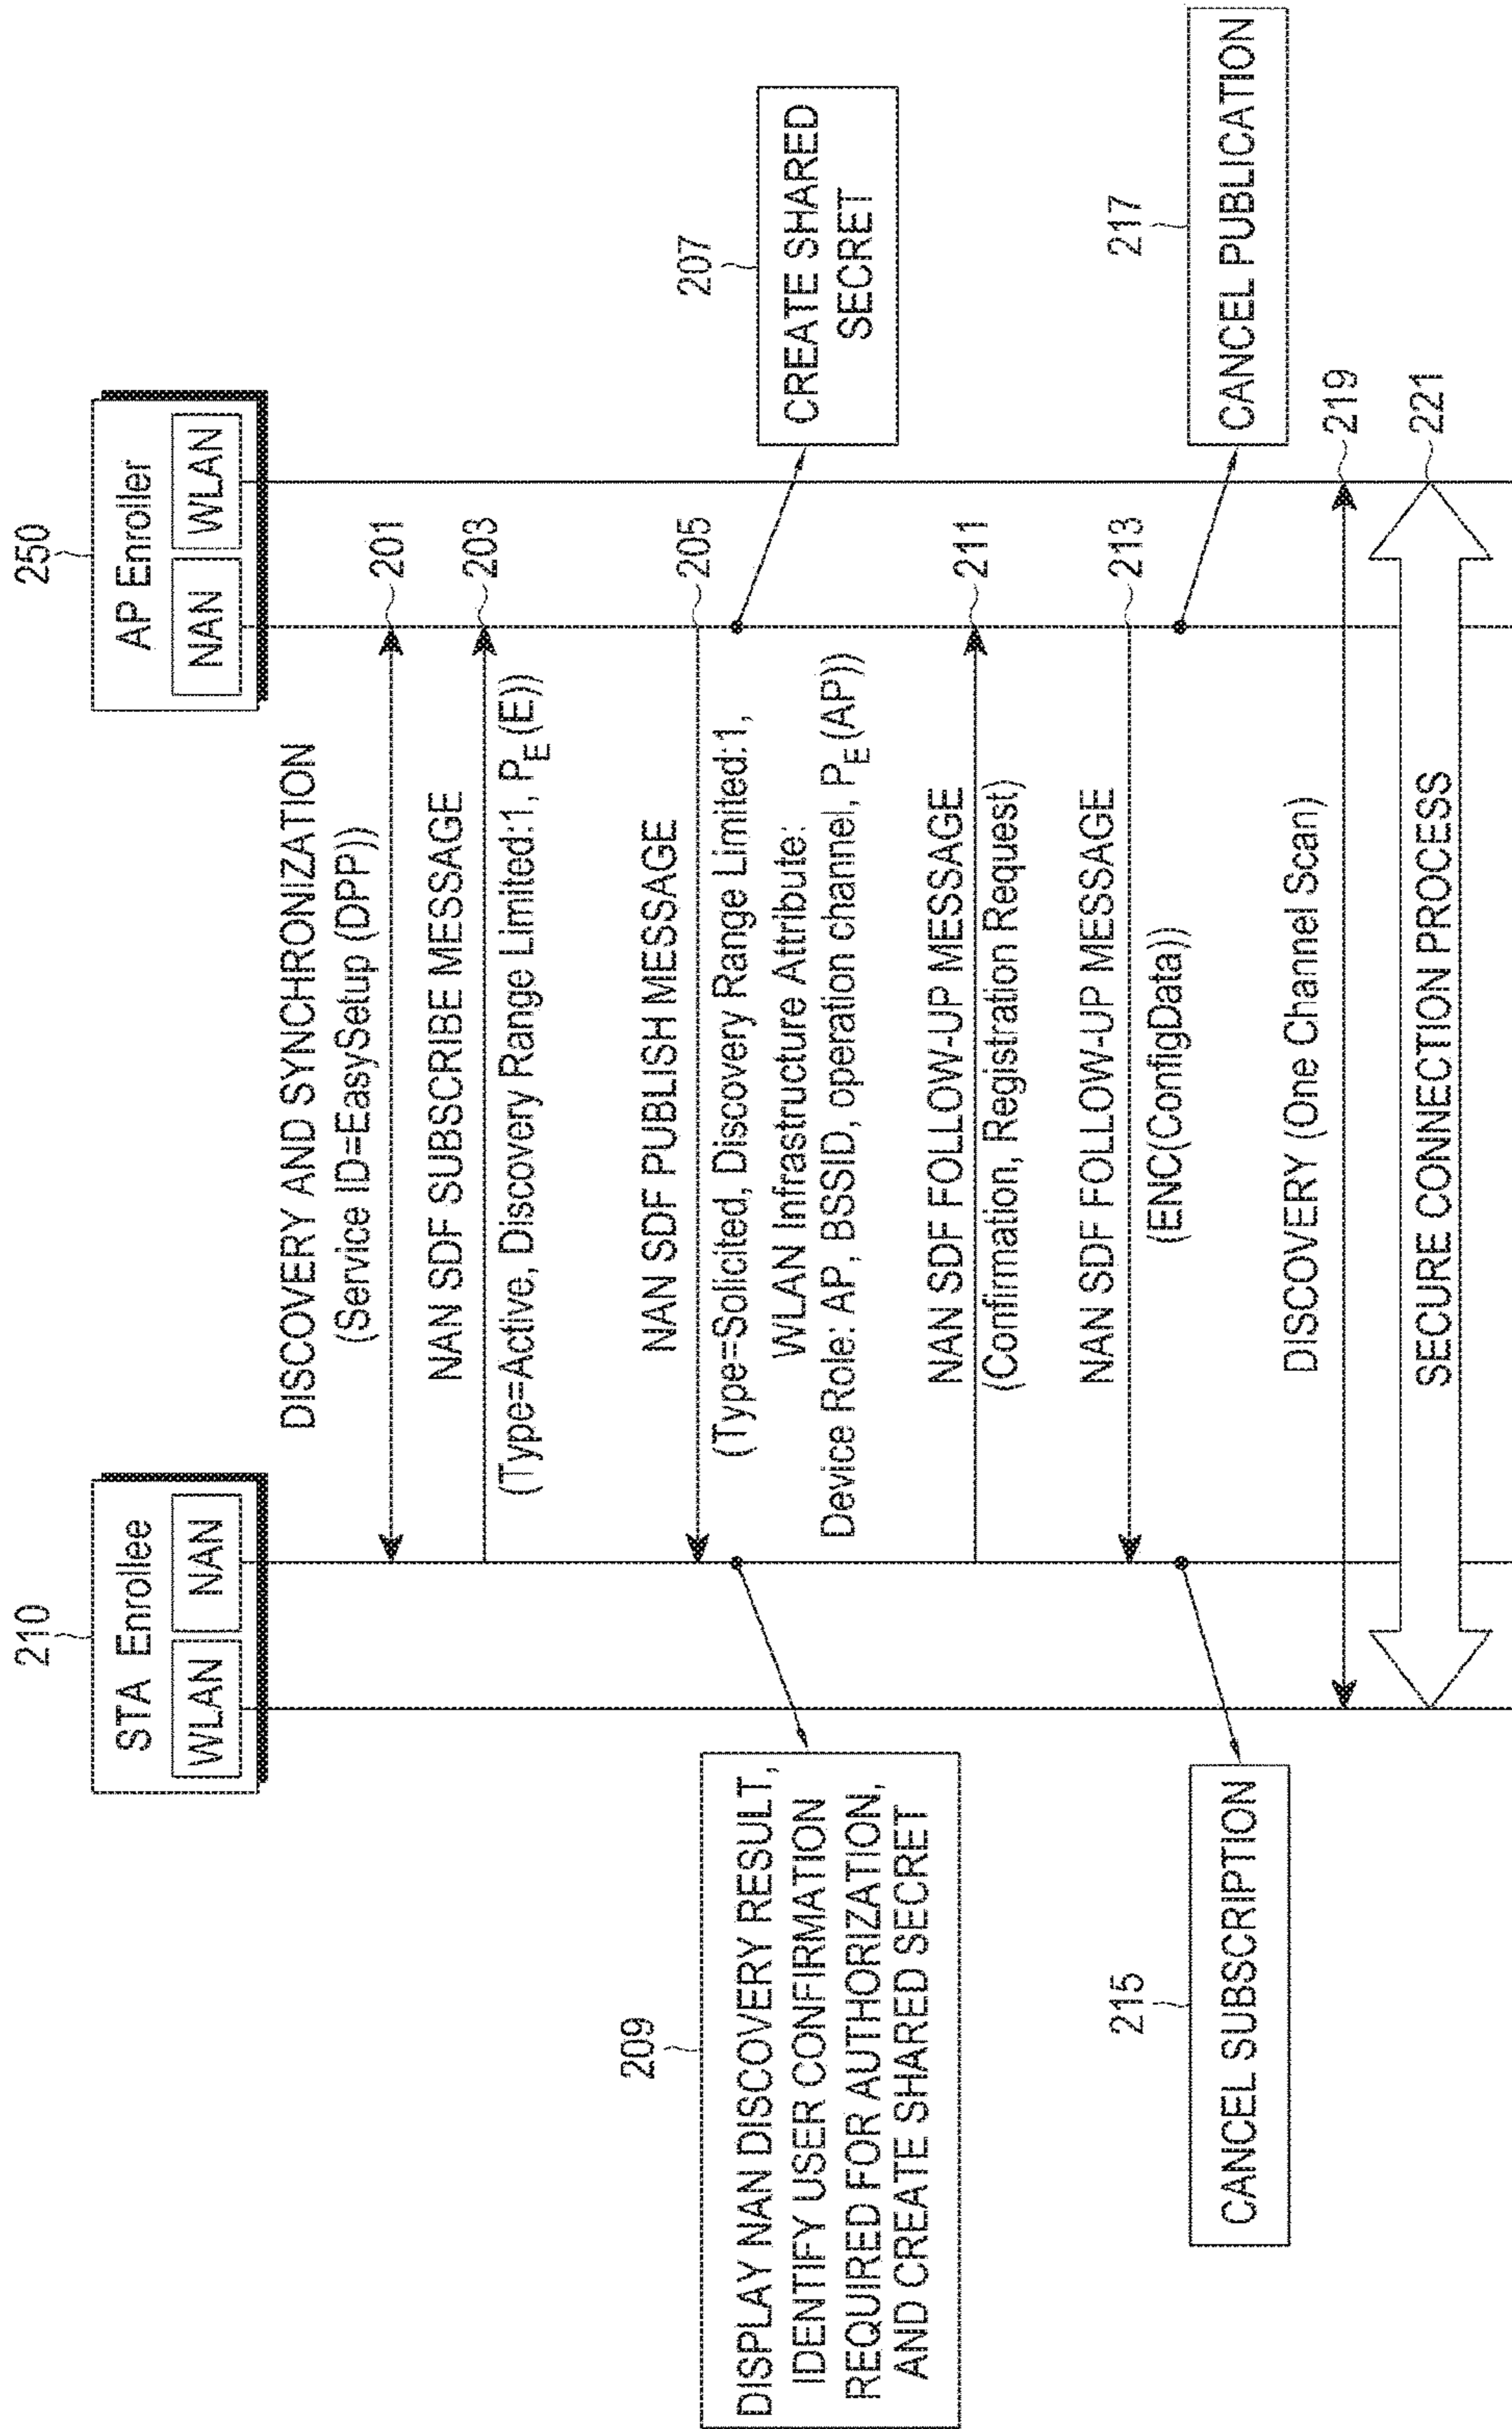 210
STA Enrollee
WLAN
NAN
250
AP Enroller
NAN
WLAN
DISCOVERY AND SYNCHRONIZATION
(Service ID=EasySetup (DPP))
201
NAN SDF SUBSCRIBE MESSAGE
203
(Type=Active, Discovery Range Limited:1, PE (E))
NAN SDF PUBLISH MESSAGE
205
(Type=Solicited, Discovery Range Limited:1,
WLAN Infrastructure Attribute:
Device Role: AP, BSSID, operation channel, PE (AP))
209
DISPLAY NAN DISCOVERY RESULT,
IDENTIFY USER CONFIRMATION
REQUIRED FOR AUTHORIZATION,
AND CREATE SHARED SECRET
207
CREATE SHARED
SECRET
NAN SDF FOLLOW-UP MESSAGE
211
(Confirmation, Registration Request)
NAN SDF FOLLOW-UP MESSAGE
213
(ENC(ConfigData))
215
CANCEL SUBSCRIPTION
217
CANCEL PUBLICATION
DISCOVERY (One Channel Scan)
219
SECURE CONNECTION PROCESS
221